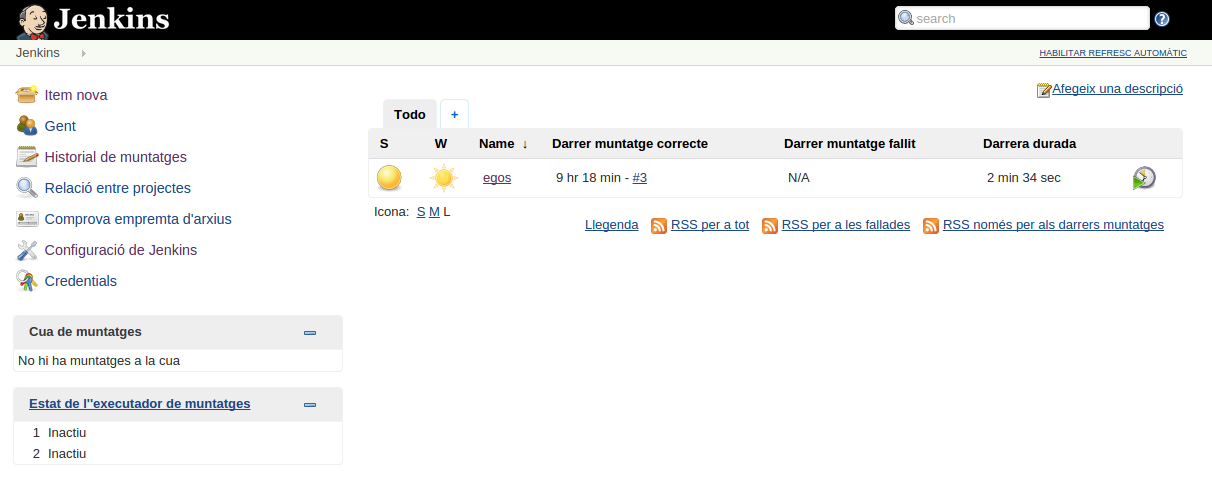 Jenkins
search
Jenkins
HABILITAR REFRESC AUTOMÀTIC
Item nova
Gent
Historial de muntatges
Relació entre projectes
Comprova empremta d'arxius
Configuració de Jenkins
Credentials
Cua de muntatges
No hi ha muntatges a la cua
Estat de l''executador de muntatges
1 Inactiu
2 Inactiu
Afegeix una descripció
Todo +
S W Name ↓ Darrer muntatge correcte Darrer muntatge fallit Darrera durada
egos 9 hr 18 min - #3 N/A 2 min 34 sec
Icona: S M L
Llegenda RSS per a tot RSS per a les fallades RSS només per als darrers muntatges